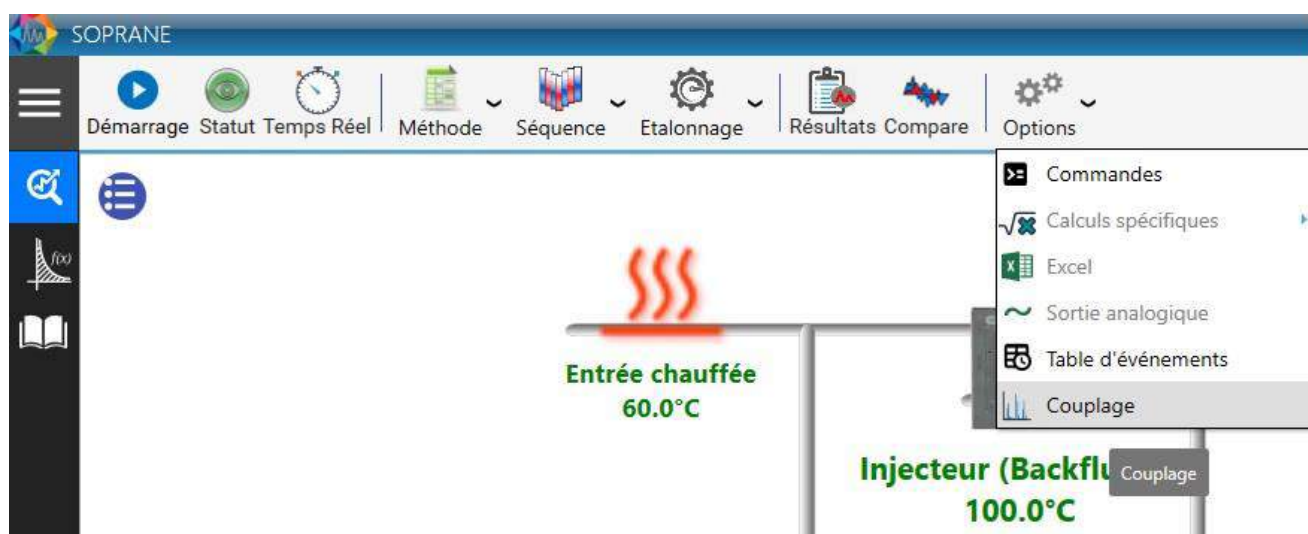 SOPRANE
Démarrage Statut Temps Réel Méthode Séquence Etalonnage Résultats Compare Options
Commandes
Calculs spécifiques
Excel
Sortie analogique
Table d'événements
Couplage
f(x)
Entrée chauffée
60.0°C
Injecteur (Backflu
Couplage
100.0°C